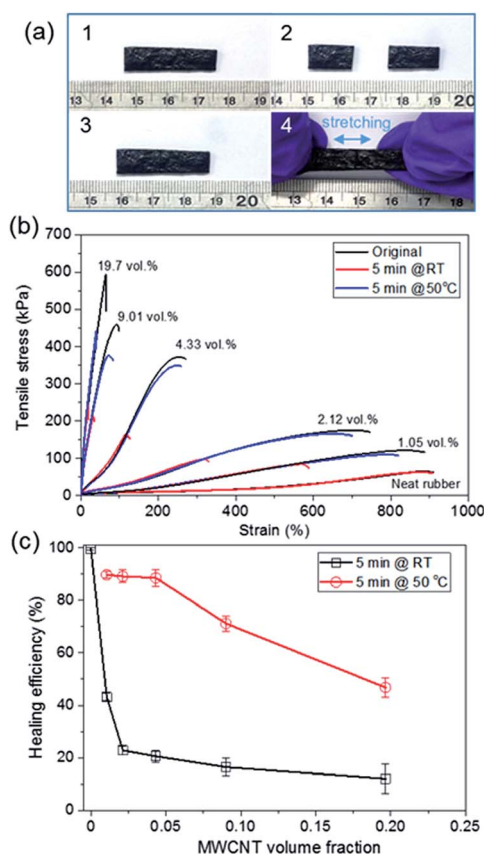 (a)
1
2
13 14 15 16 17 18 19
14 15 16 17 18 19 20
3
4
stretching
15 16 17 18 19 20
12 13 14 15 16 17 18
(b)
700
600
500
400
300
200
100
0
Tensile stress (kPa)
Original
5 min @RT
5 min @50°C
19.7 vol.%
9.01 vol.%
4.33 vol.%
2.12 vol.%
1.05 vol.%
Neat rubber
0 200 400 600 800 1000
Strain (%)
(c)
100
80
60
40
20
0
Healing efficiency (%)
5 min @ RT
5 min @ 50 °C
0 0.05 0.10 0.15 0.20 0.25
MWCNT volume fraction